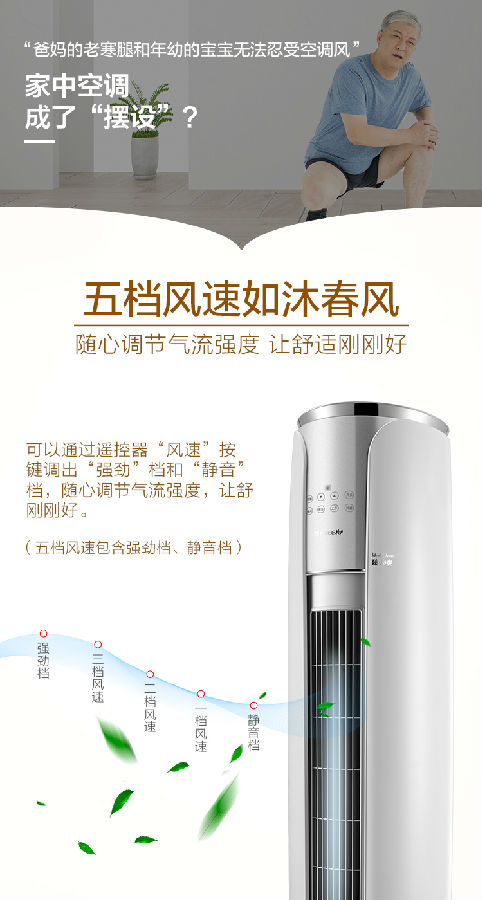 “爸妈的老寒腿和年幼的宝宝无法忍受空调风”
家中空调
成了“摆设”？
五档风速如沐春风
随心调节气流强度 让舒适刚刚好
可以通过遥控器“风速”按
键调出“强劲”档和“静音”
档，随心调节气流强度，让舒
刚刚好。
（五档风速包含强劲档、静音档）
强劲档
三档风速
二档风速
一档风速
静音档